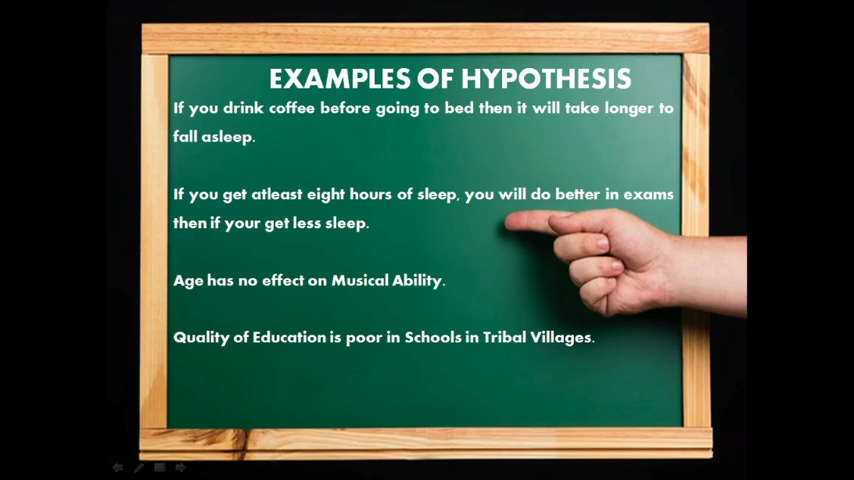 EXAMPLES OF HYPOTHESIS
If you drink coffee before going to bed then it will take longer to
fall asleep.
If you get atleast eight hours of sleep, you will do better in exams
then if your get less sleep.
Age has no effect on Musical Ability.
Quality of Education is poor in Schools in Tribal Villages.